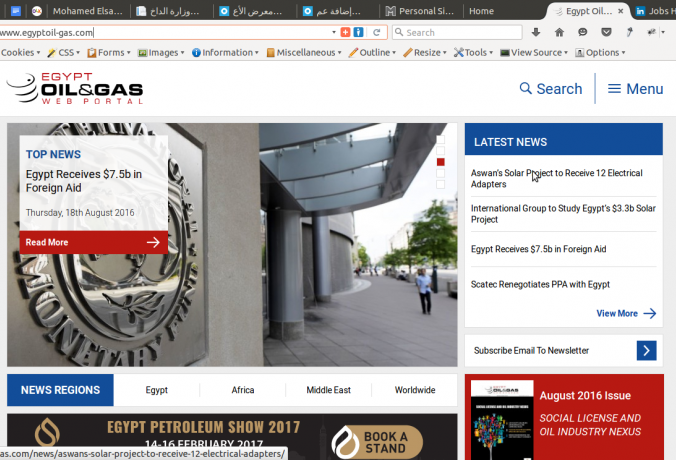 Mohamed Elsa...
...وزارة الداخ
...معرض الأع
...إضافة عم
Personal Si...
Home
Egypt Oil...
Jobs H
www.egyptoil-gas.com
Search
Cookies
CSS
Forms
Images
Information
Miscellaneous
Outline
Resize
Tools
View Source
Options
EGYPT
OIL&GAS
WEB PORTAL
Search
Menu
TOP NEWS
Egypt Receives $7.5b in
Foreign Aid
Thursday, 18th August 2016
Read More
MONETARY
LATEST NEWS
Aswan's Solar Project to Receive 12 Electrical
Adapters
International Group to Study Egypt's $3.3b Solar
Project
Egypt Receives $7.5b in Foreign Aid
Scatec Renegotiates PPA with Egypt
View More
Subscribe Email To Newsletter
NEWS REGIONS
Egypt
Africa
Middle East
Worldwide
EGYPT PETROLEUM SHOW 2017
14-16 FEBRUARY 2017
BOOK A
STAND
OIL&GAS
August 2016 Issue
SOCIAL LICENSE AND
OIL INDUSTRY NEXUS
as.com/news/aswans-solar-project-to-receive-12-electrical-adapters/